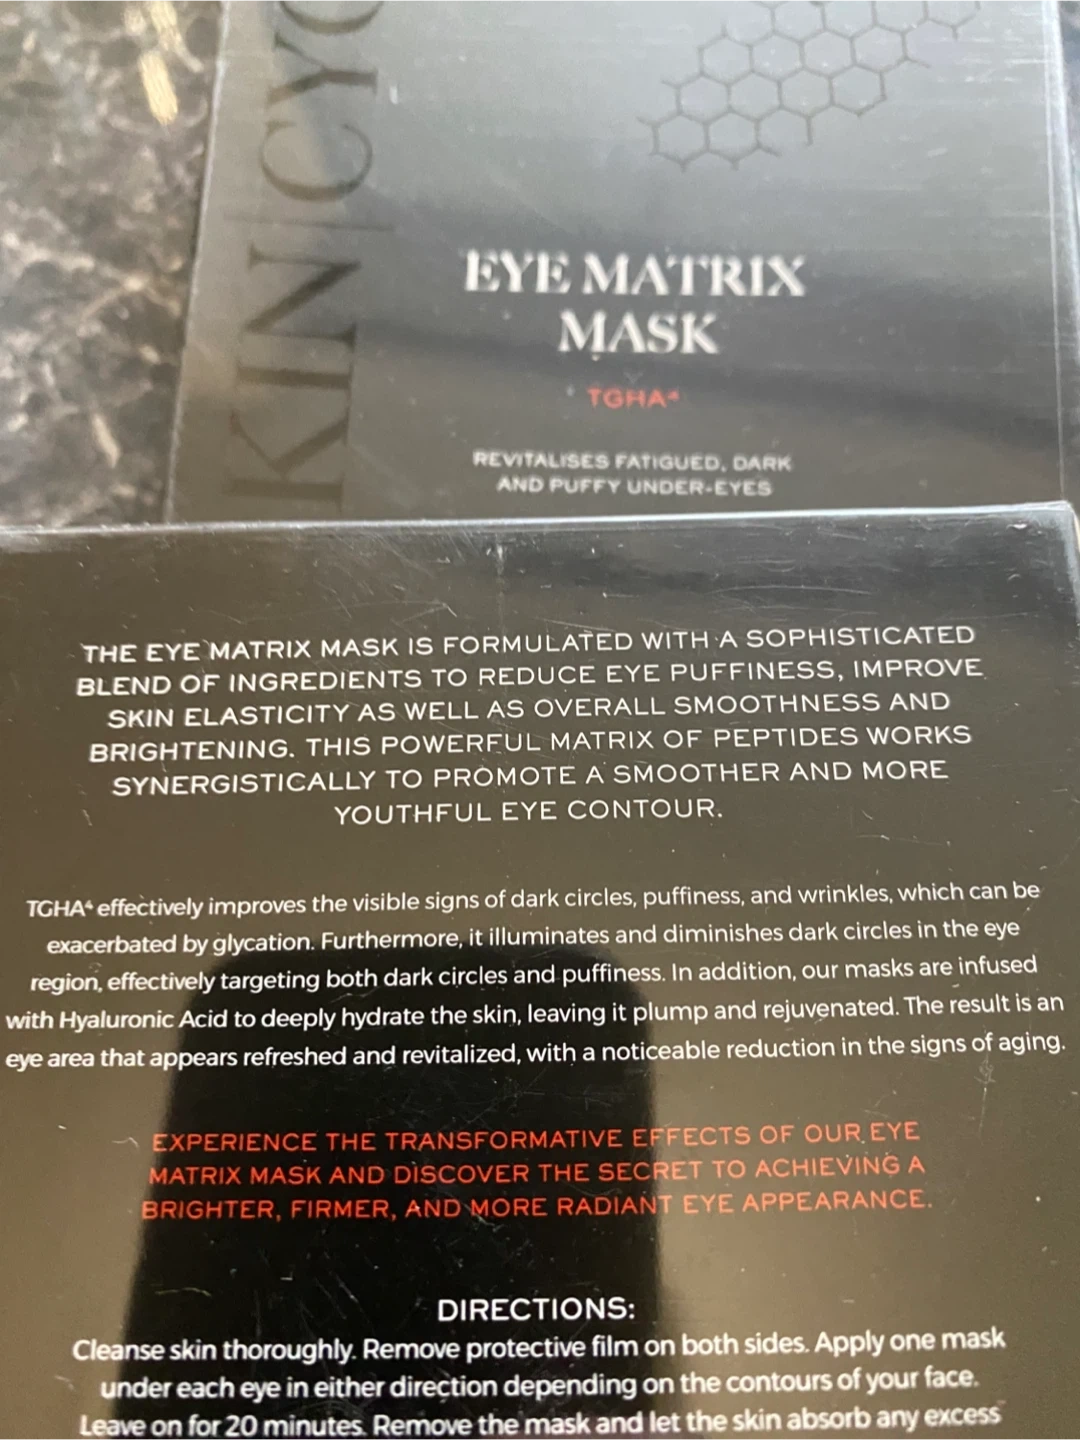 KINCYC
EYE MATRIX
MASK
TGHA⁴
REVITALISES FATIGUED, DARK
AND PUFFY UNDER-EYES
THE EYE MATRIX MASK IS FORMULATED WITH A SOPHISTICATED
BLEND OF INGREDIENTS TO REDUCE EYE PUFFINESS, IMPROVE
SKIN ELASTICITY AS WELL AS OVERALL SMOOTHNESS AND
BRIGHTENING. THIS POWERFUL MATRIX OF PEPTIDES WORKS
SYNERGISTICALLY TO PROMOTE A SMOOTHER AND MORE
YOUTHFUL EYE CONTOUR.
TGHA⁴ effectively improves the visible signs of dark circles, puffiness, and wrinkles, which can be
exacerbated by glycation. Furthermore, it illuminates and diminishes dark circles in the eye
region, effectively targeting both dark circles and puffiness. In addition, our masks are infused
with Hyaluronic Acid to deeply hydrate the skin, leaving it plump and rejuvenated. The result is an
eye area that appears refreshed and revitalized, with a noticeable reduction in the signs of aging.
EXPERIENCE THE TRANSFORMATIVE EFFECTS OF OUR EYE
MATRIX MASK AND DISCOVER THE SECRET TO ACHIEVING A
BRIGHTER, FIRMER, AND MORE RADIANT EYE APPEARANCE.
DIRECTIONS:
Cleanse skin thoroughly. Remove protective film on both sides. Apply one mask
under each eye in either direction depending on the contours of your face.
Leave on for 20 minutes. Remove the mask and let the skin absorb any excess